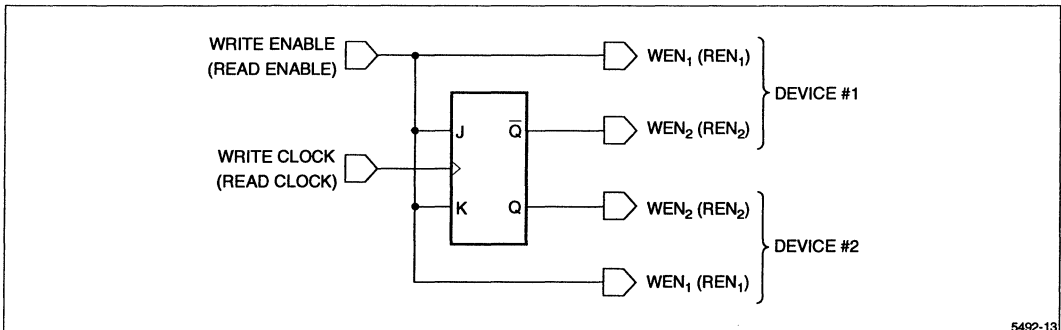 WRITE ENABLE
(READ ENABLE)
WEN₁ (REN₁)
DEVICE #1
J
Q̅
WEN₂ (REN₂)
WRITE CLOCK
(READ CLOCK)
K
Q
WEN₂ (REN₂)
DEVICE #2
WEN₁ (REN₁)
5492-13